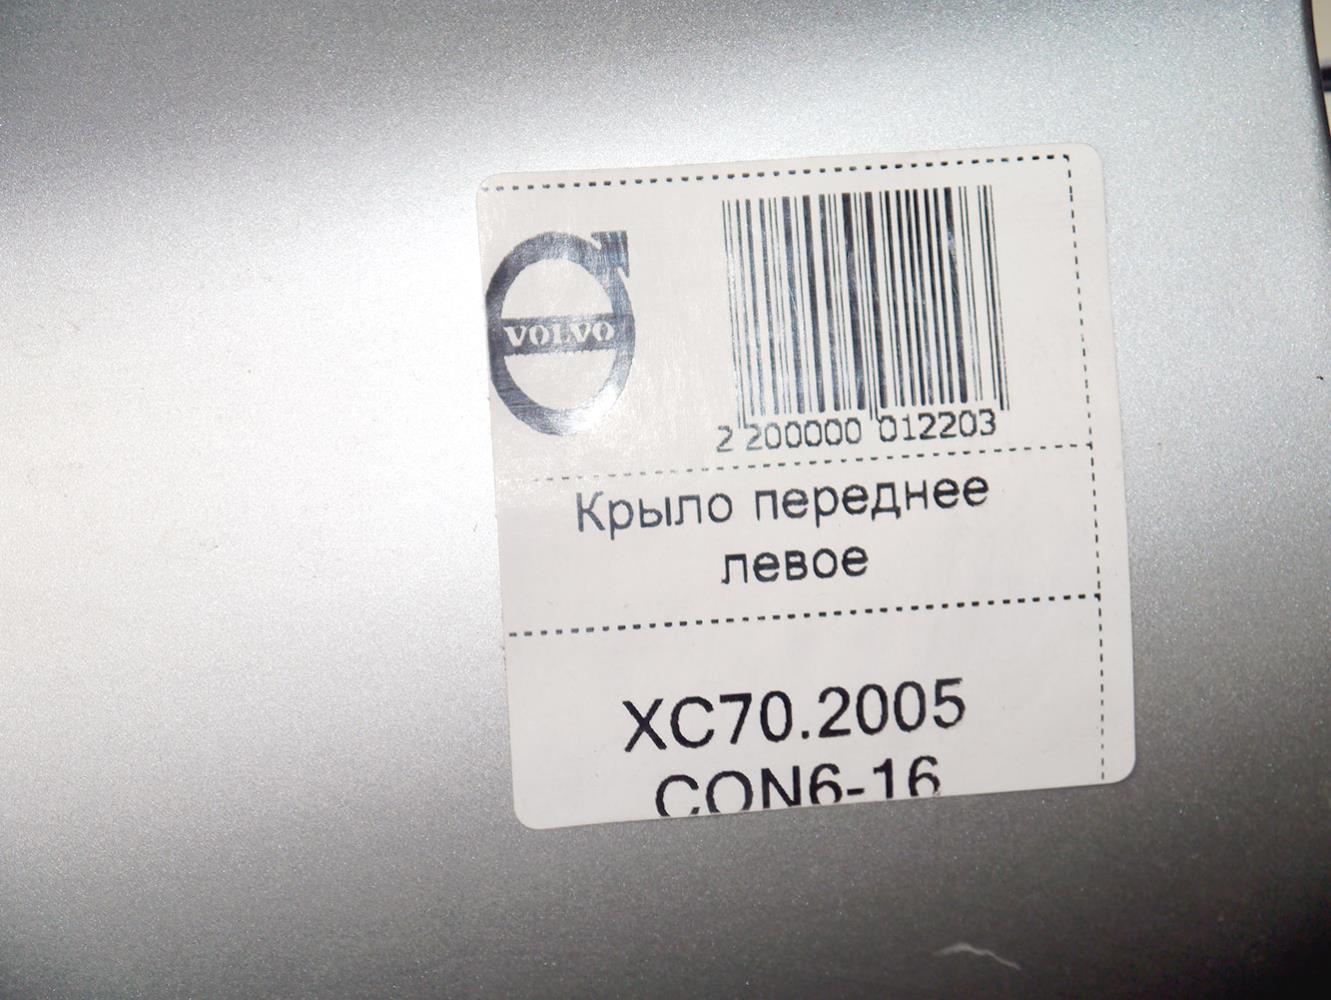 VOLVO
2 200000 012203
Крыло переднее
левое
XC70.2005
CON6-16